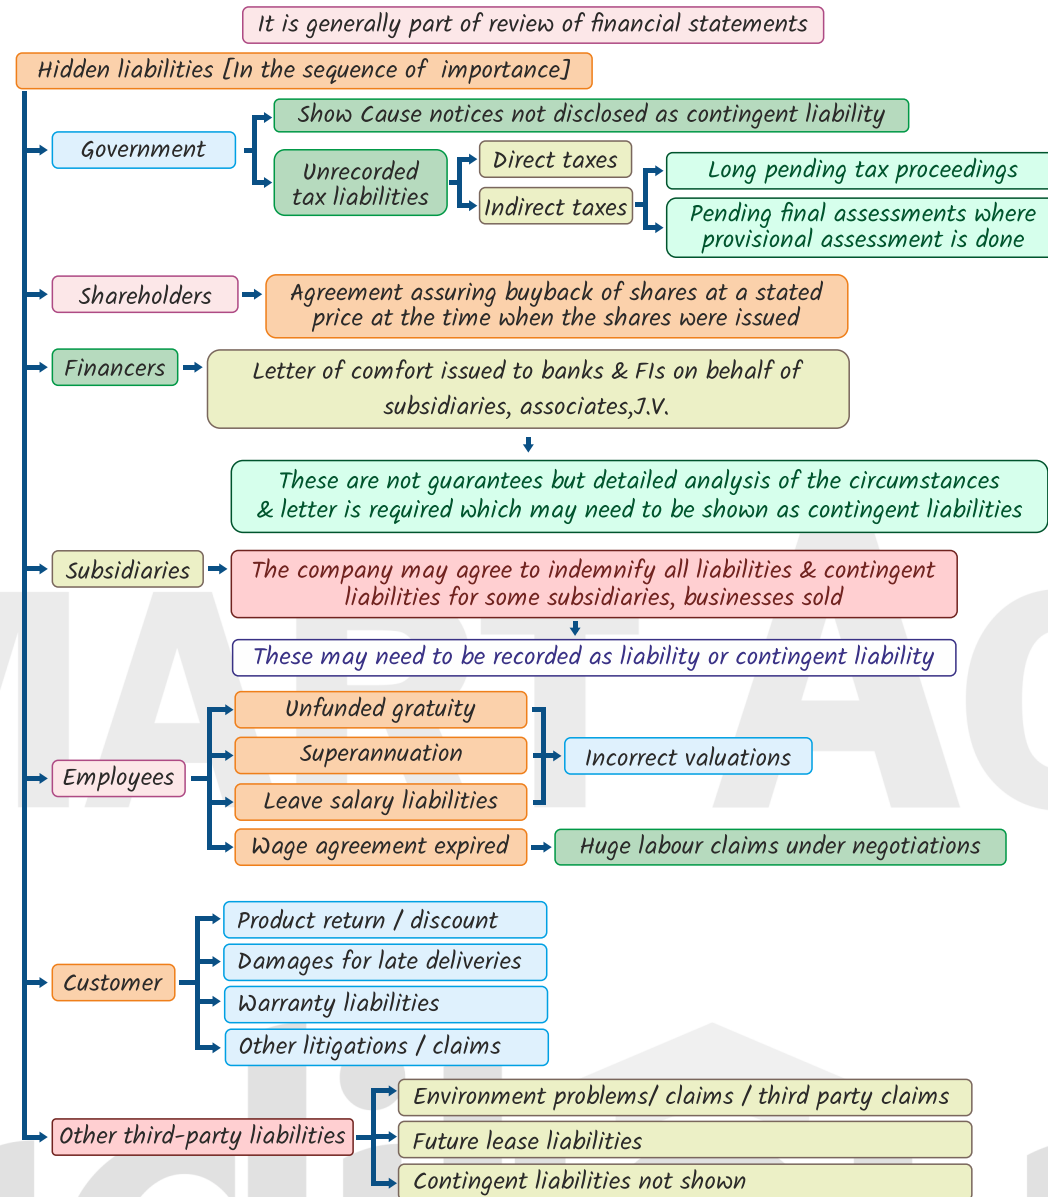 It is generally part of review of financial statements
Hidden liabilities [In the sequence of importance]
Government
Show Cause notices not disclosed as contingent liability
Unrecorded
tax liabilities
Direct taxes
Indirect taxes
Long pending tax proceedings
Pending final assessments where
provisional assessment is done
Shareholders
Agreement assuring buyback of shares at a stated
price at the time when the shares were issued
Financers
Letter of comfort issued to banks & FIs on behalf of
subsidiaries, associates,J.V.
These are not guarantees but detailed analysis of the circumstances
& letter is required which may need to be shown as contingent liabilities
Subsidiaries
The company may agree to indemnify all liabilities & contingent
liabilities for some subsidiaries, businesses sold
These may need to be recorded as liability or contingent liability
Employees
Unfunded gratuity
Superannuation
Leave salary liabilities
Incorrect valuations
Wage agreement expired
Huge labour claims under negotiations
Customer
Product return / discount
Damages for late deliveries
Warranty liabilities
Other litigations / claims
Other third-party liabilities
Environment problems/ claims / third party claims
Future lease liabilities
Contingent liabilities not shown